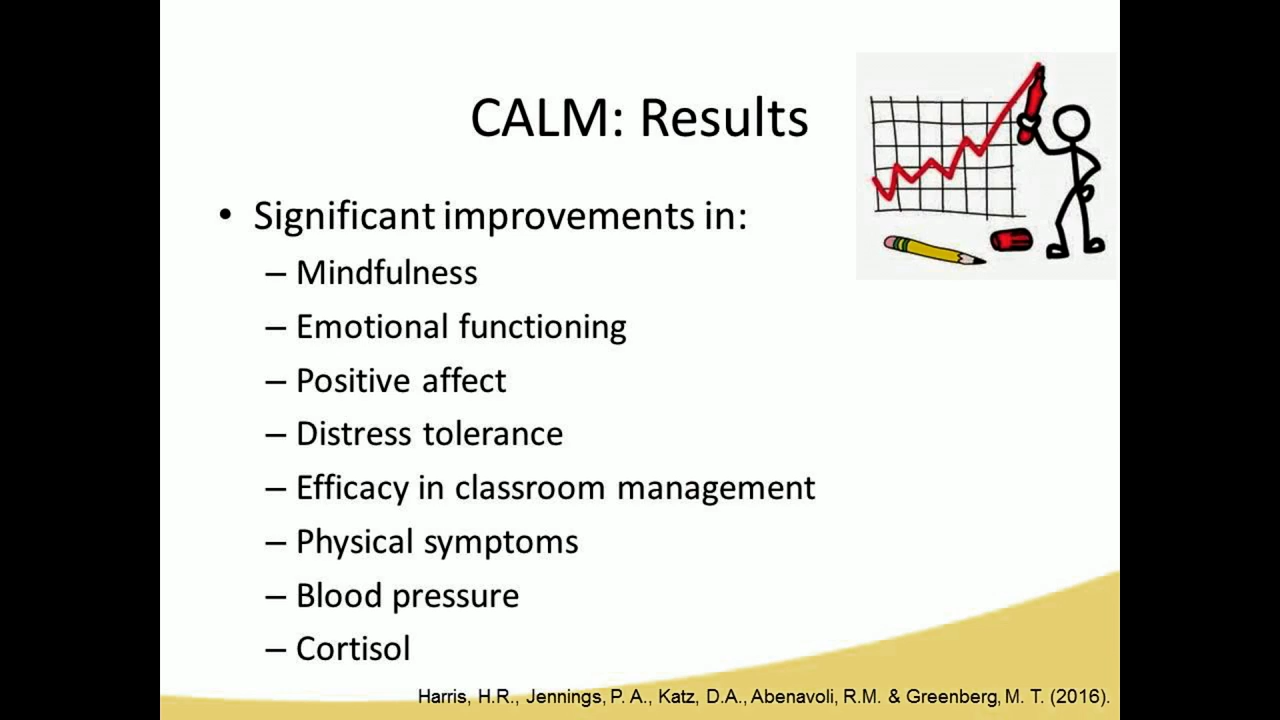 CALM: Results
• Significant improvements in:
– Mindfulness
– Emotional functioning
– Positive affect
– Distress tolerance
– Efficacy in classroom management
– Physical symptoms
– Blood pressure
– Cortisol
Harris, H.R., Jennings, P. A., Katz, D.A., Abenavoli, R.M. & Greenberg, M. T. (2016).